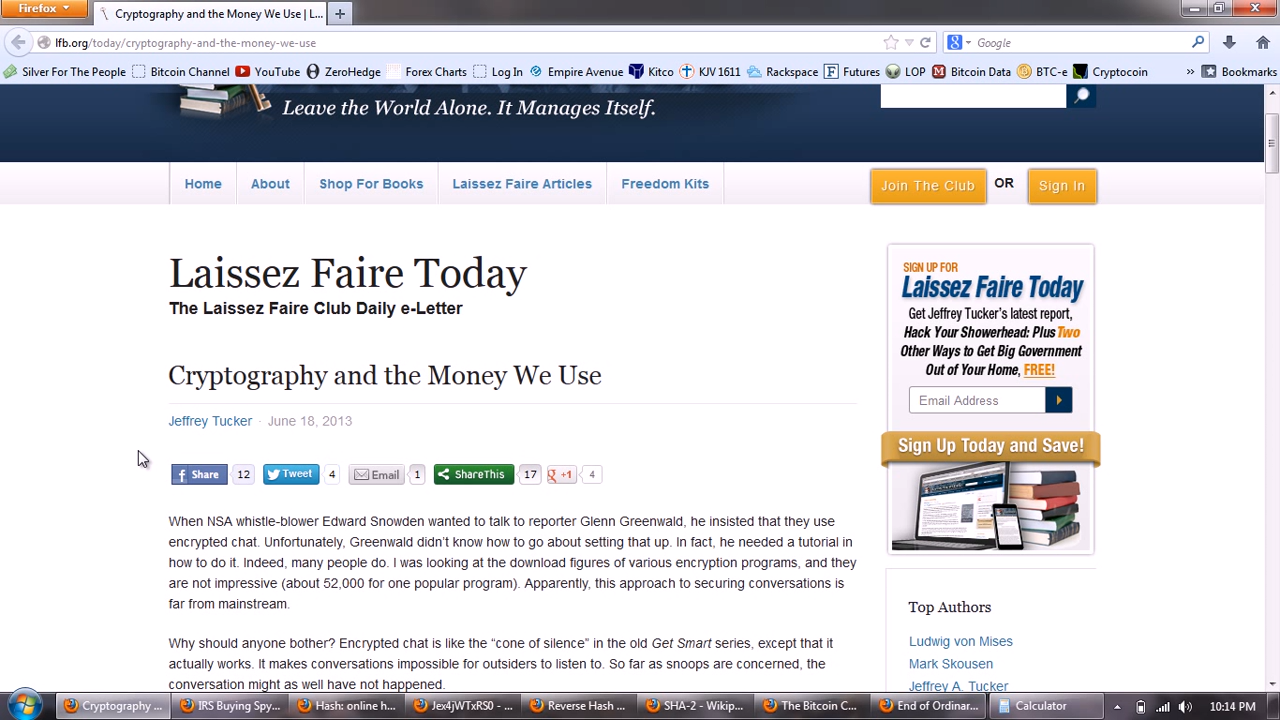 Firefox
Cryptography and the Money We Use | L...
lfb.org/today/cryptography-and-the-money-we-use
Google
Silver For The People Bitcoin Channel YouTube ZeroHedge Forex Charts Log In Empire Avenue Kitco KJV 1611 Rackspace Futures LOP Bitcoin Data BTC-e Cryptocoin » Bookmarks
Leave the World Alone. It Manages Itself.
Home About Shop For Books Laissez Faire Articles Freedom Kits
Join The Club OR Sign In
Laissez Faire Today
The Laissez Faire Club Daily e-Letter
Cryptography and the Money We Use
Jeffrey Tucker · June 18, 2013
Share 12 Tweet 4 Email 1 ShareThis 17 +1 4
When NSA whistle-blower Edward Snowden wanted to talk to reporter Glenn Greenwald, he insisted that they use
encrypted chat. Unfortunately, Greenwald didn't know how to go about setting that up. In fact, he needed a tutorial in
how to do it. Indeed, many people do. I was looking at the download figures of various encryption programs, and they
are not impressive (about 52,000 for one popular program). Apparently, this approach to securing conversations is
far from mainstream.
Why should anyone bother? Encrypted chat is like the “cone of silence” in the old Get Smart series, except that it
actually works. It makes conversations impossible for outsiders to listen to. So far as snoops are concerned, the
conversation might as well have not happened.
SIGN UP FOR
Laissez Faire Today
Get Jeffrey Tucker's latest report,
Hack Your Showerhead: Plus Two
Other Ways to Get Big Government
Out of Your Home, FREE!
Email Address
Sign Up Today and Save!
Top Authors
Ludwig von Mises
Mark Skousen
Jeffrey A. Tucker
Cryptography ... IRS Buying Spy... Hash: online h... Jex4jWTxRS0 - ... Reverse Hash ... SHA-2 - Wikip... The Bitcoin C... End of Ordinar... Calculator 10:14 PM